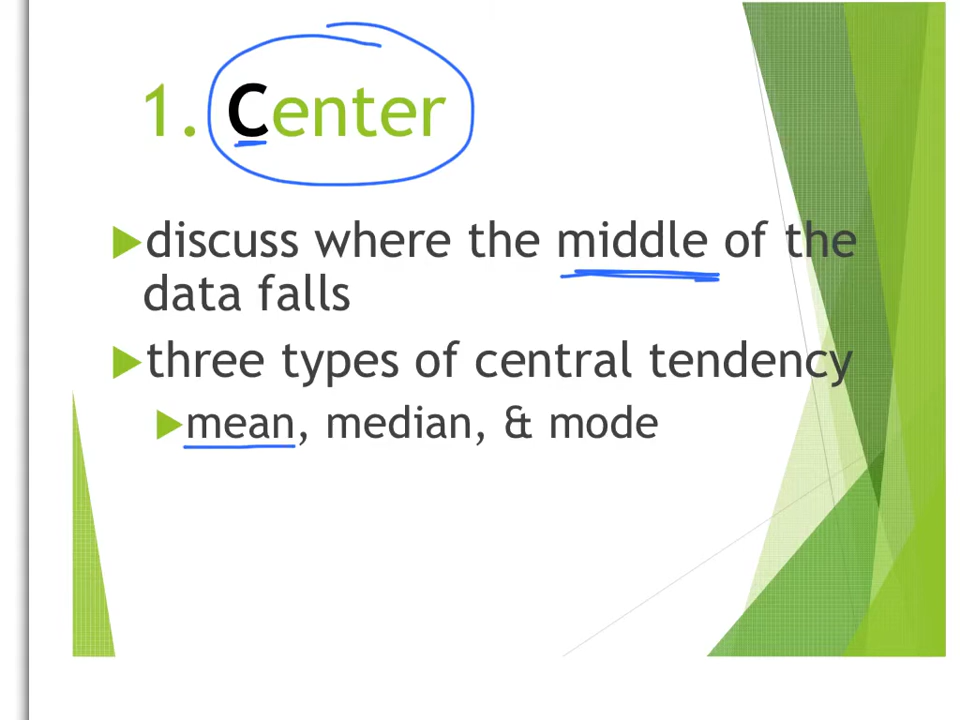 1. Center
discuss where the middle of the
data falls
three types of central tendency
mean, median, & mode